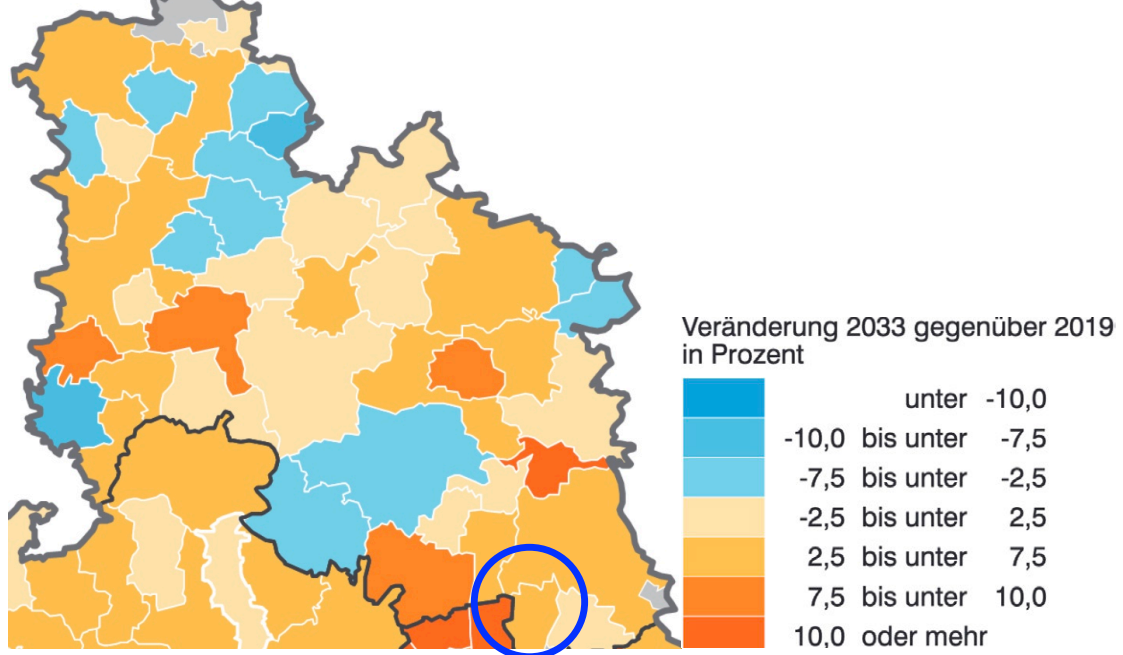 Veränderung 2033 gegenüber 2019
in Prozent
unter -10,0
-10,0 bis unter -7,5
-7,5 bis unter -2,5
-2,5 bis unter 2,5
2,5 bis unter 7,5
7,5 bis unter 10,0
10,0 oder mehr